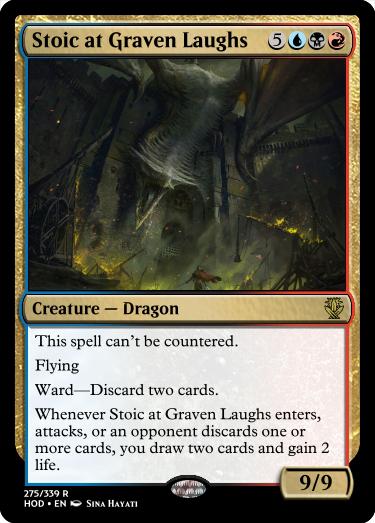 Stoic at Graven Laughs 5
Creature — Dragon
This spell can't be countered.
Flying
Ward—Discard two cards.
Whenever Stoic at Graven Laughs enters,
attacks, or an opponent discards one or
more cards, you draw two cards and gain 2
life.
9/9
275/339 R
HOD • EN Sina Hayati